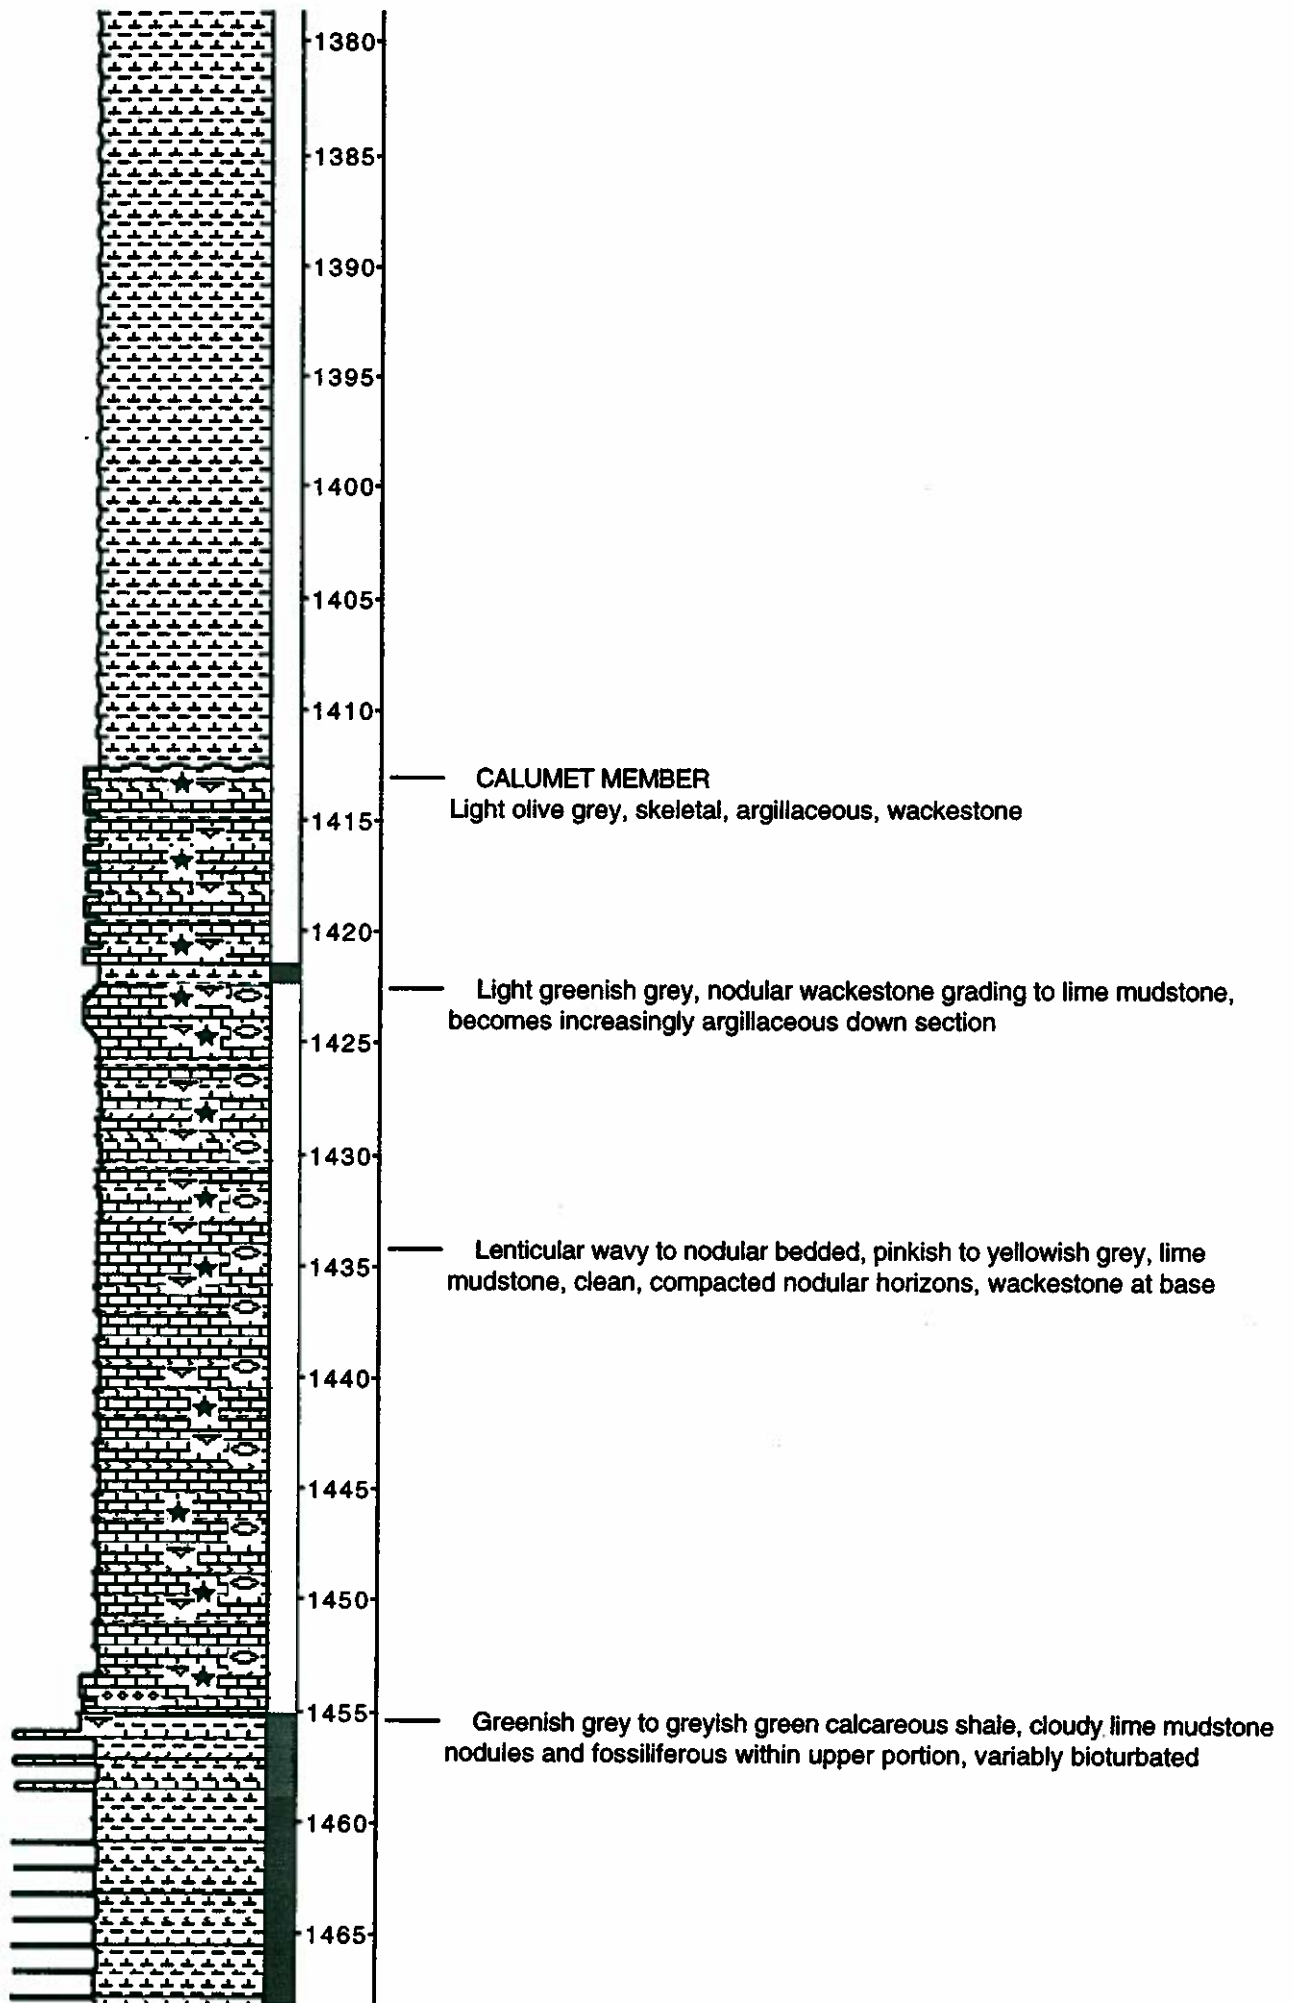 1380
1385
1390
1395
1400
1405
1410
CALUMET MEMBER
Light olive grey, skeletal, argillaceous, wackestone
1415
1420
Light greenish grey, nodular wackestone grading to lime mudstone,
becomes increasingly argillaceous down section
1425
1430
Lenticular wavy to nodular bedded, pinkish to yellowish grey, lime
1435
mudstone, clean, compacted nodular horizons, wackestone at base
1440
1445
1450
1455
Greenish grey to greyish green calcareous shale, cloudy lime mudstone
nodules and fossiliferous within upper portion, variably bioturbated
1460
1465